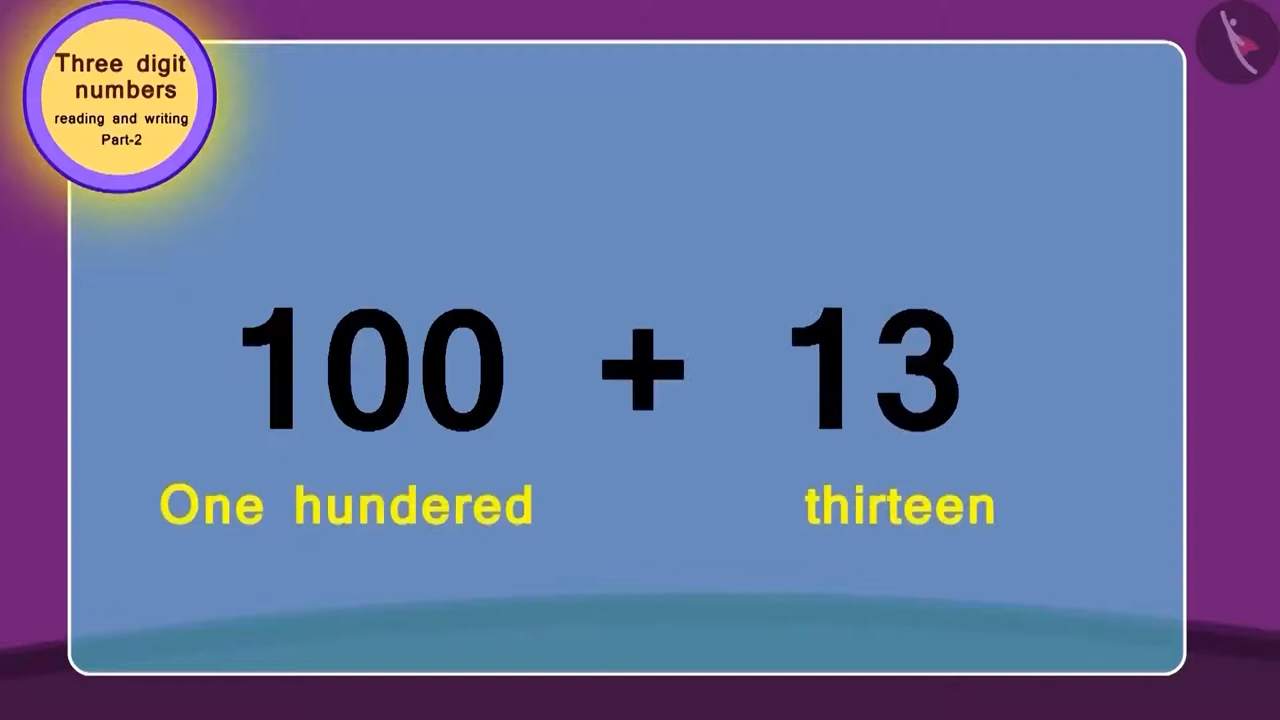 Three digit
numbers
reading and writing
Part-2
100 + 13
One hundered thirteen